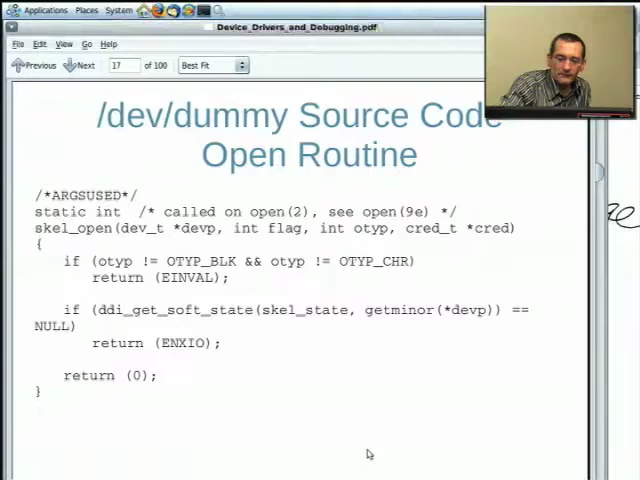 Applications Places System
Device_Drivers_and_Debugging.pdf
File Edit View Go Help
Previous Next 17 of 100 Best Fit
/dev/dummy Source Code
Open Routine
/*ARGSUSED*/
static int /* called on open(2), see open(9e) */
skel_open(dev_t *devp, int flag, int otyp, cred_t *cred)
{
if (otyp != OTYP_BLK && otyp != OTYP_CHR)
return (EINVAL);
if (ddi_get_soft_state(skel_state, getminor(*devp)) ==
NULL)
return (ENXIO);
return (0);
}